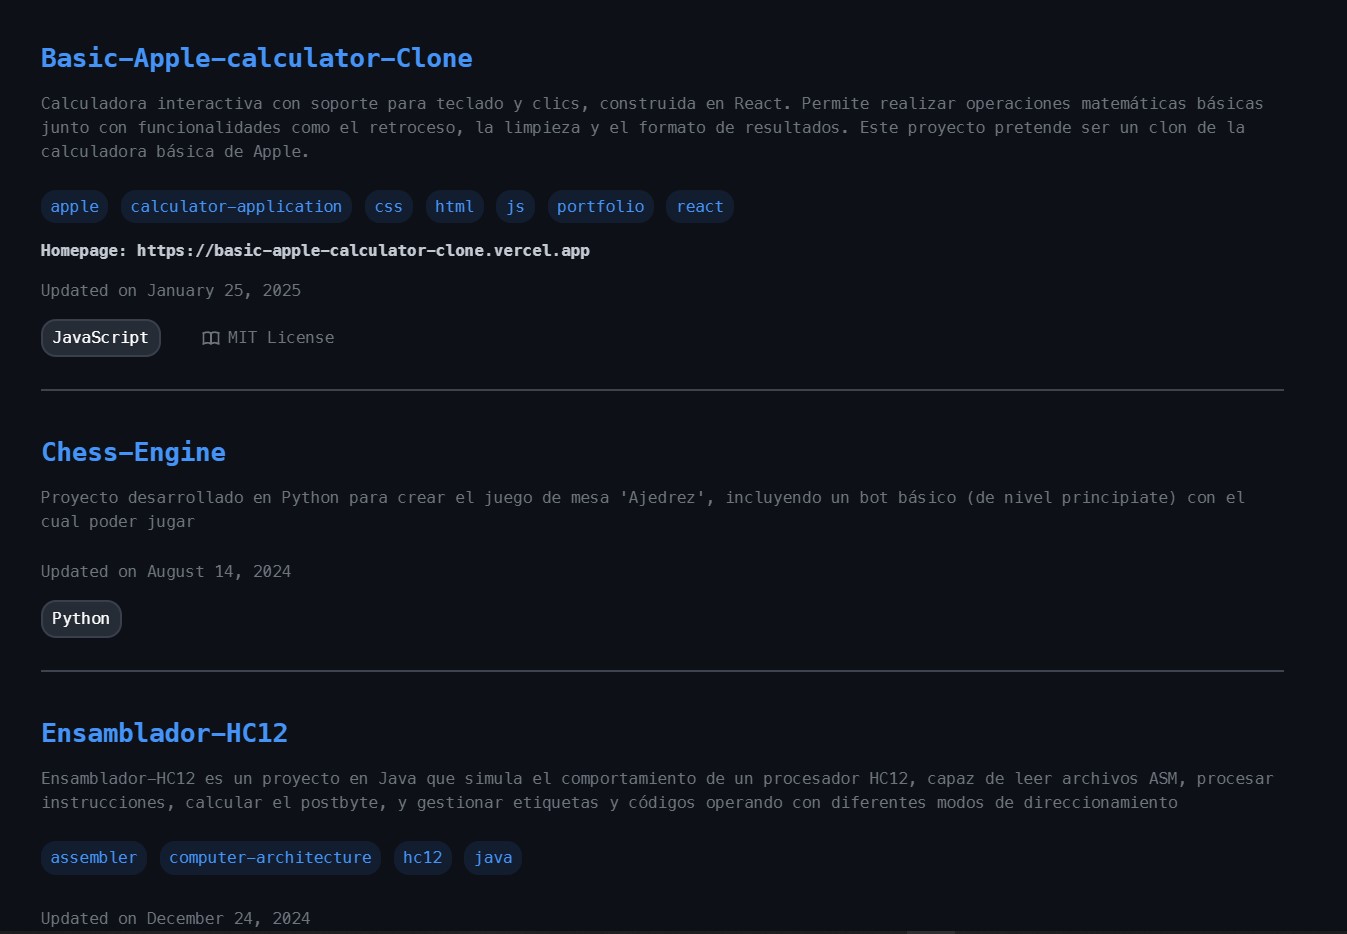 Basic-Apple-calculator-Clone
Calculadora interactiva con soporte para teclado y clics, construida en React. Permite realizar operaciones matemáticas básicas
junto con funcionalidades como el retroceso, la limpieza y el formato de resultados. Este proyecto pretende ser un clon de la
calculadora básica de Apple.
apple calculator-application css html js portfolio react
Homepage: https://basic-apple-calculator-clone.vercel.app
Updated on January 25, 2025
JavaScript MIT License
Chess-Engine
Proyecto desarrollado en Python para crear el juego de mesa 'Ajedrez', incluyendo un bot básico (de nivel principiate) con el
cual poder jugar
Updated on August 14, 2024
Python
Ensamblador-HC12
Ensamblador-HC12 es un proyecto en Java que simula el comportamiento de un procesador HC12, capaz de leer archivos ASM, procesar
instrucciones, calcular el postbyte, y gestionar etiquetas y códigos operando con diferentes modos de direccionamiento
assembler computer-architecture hc12 java
Updated on December 24, 2024